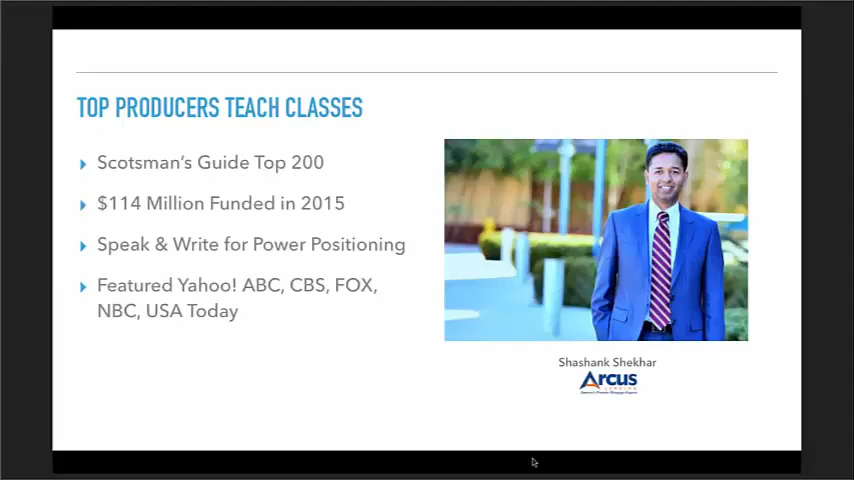 TOP PRODUCERS TEACH CLASSES
Scotsman's Guide Top 200
$114 Million Funded in 2015
Speak & Write for Power Positioning
Featured Yahoo! ABC, CBS, FOX,
NBC, USA Today
Shashank Shekhar
Arcus